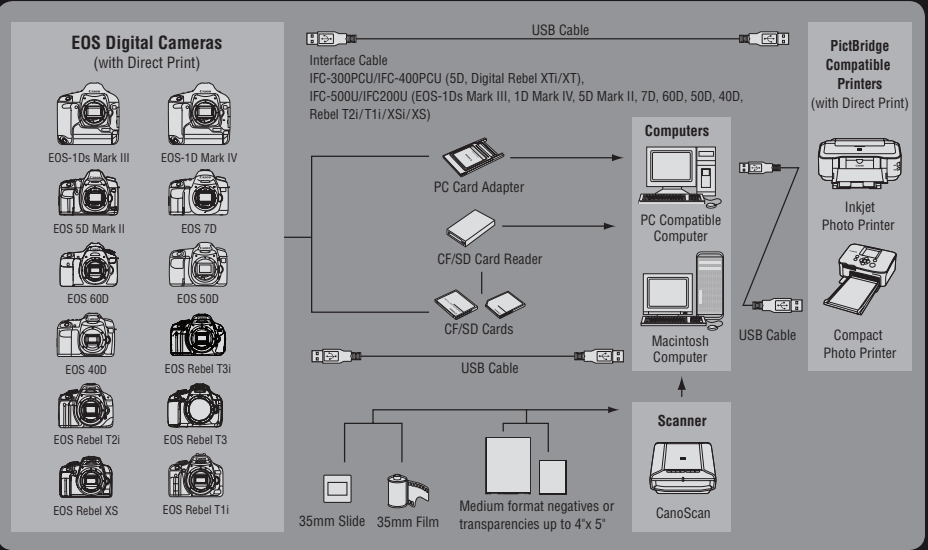 EOS Digital Cameras
(with Direct Print)
EOS-1Ds Mark III
EOS-1D Mark IV
EOS 5D Mark II
EOS 7D
EOS 60D
EOS 50D
EOS 40D
EOS Rebel T3i
EOS Rebel T2i
EOS Rebel T3
EOS Rebel XS
EOS Rebel T1i
USB Cable
Interface Cable
IFC-300PCU/IFC-400PCU (5D, Digital Rebel XTi/XT),
IFC-500U/IFC200U (EOS-1Ds Mark III, 1D Mark IV, 5D Mark II, 7D, 60D, 50D, 40D,
Rebel T2i/T1i/XSi/XS)
PC Card Adapter
CF/SD Card Reader
CF/SD Cards
USB Cable
35mm Slide
35mm Film
Medium format negatives or
transparencies up to 4"x 5"
Computers
PC Compatible
Computer
Macintosh
Computer
Scanner
CanoScan
USB Cable
PictBridge
Compatible
Printers
(with Direct Print)
Inkjet
Photo Printer
Compact
Photo Printer